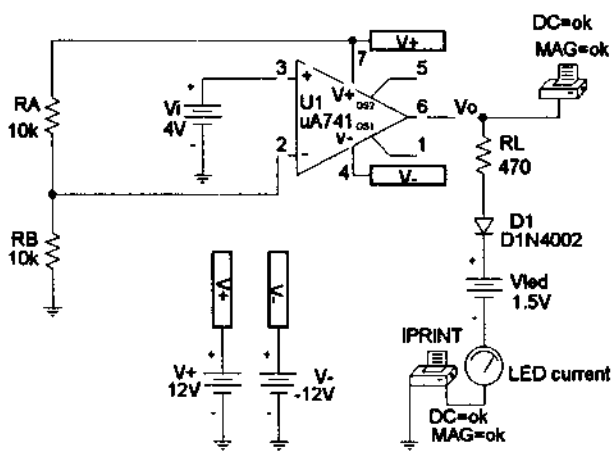 DC=ok
MAG=ok
V+
7
3
+
5
RA
10k
Vi
4V
+
-
V+
OS2
U1
uA741
OS1
6
Vo
2
-
V-
1
4
V-
RL
470
D1
D1N4002
RB
10k
V+
V-
+
Vled
1.5V
-
IPRINT
LED current
+
V+
12V
-
+
V-
-12V
-
DC=ok
MAG=ok